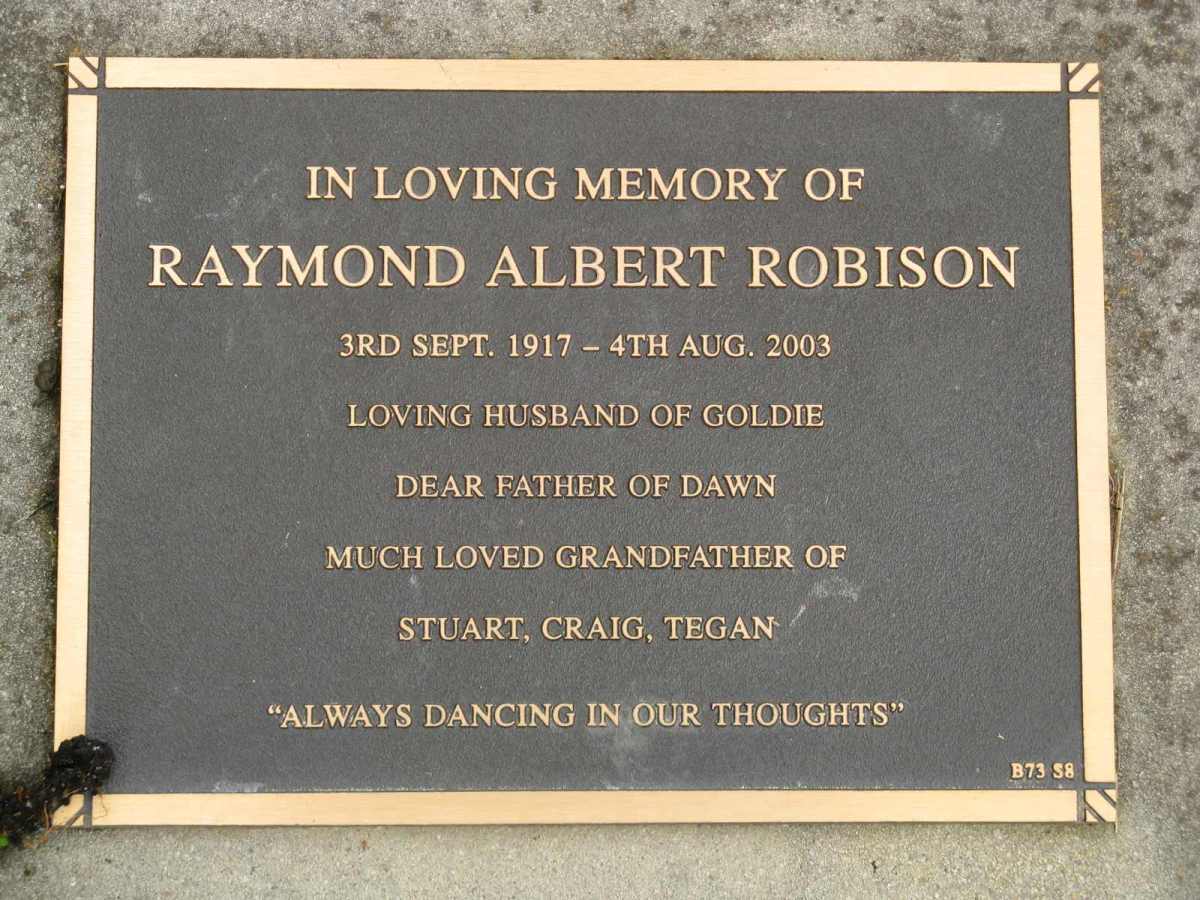 IN LOVING MEMORY OF
RAYMOND ALBERT ROBISON
3RD SEPT. 1917 – 4TH AUG. 2003
LOVING HUSBAND OF GOLDIE
DEAR FATHER OF DAWN
MUCH LOVED GRANDFATHER OF
STUART, CRAIG, TEGAN
“ALWAYS DANCING IN OUR THOUGHTS”
B73 S8